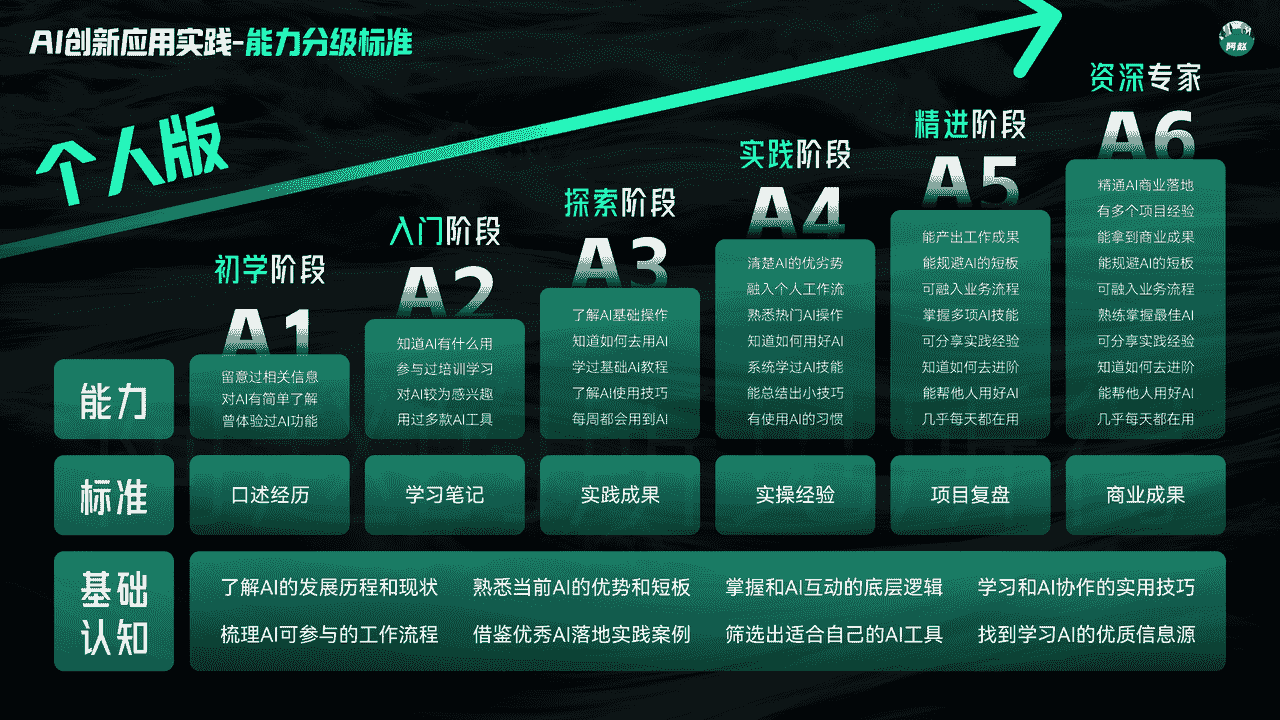 AI创新应用实践-能力分级标准
阿赵
个人版
初学阶段
A1
入门阶段
A2
探索阶段
A3
实践阶段
A4
精进阶段
A5
资深专家
A6
能力
留意过相关信息
对AI有简单了解
曾体验过AI功能
知道AI有什么用
参与过培训学习
对AI较为感兴趣
用过多款AI工具
了解AI基础操作
知道如何去用AI
学过基础AI教程
了解AI使用技巧
每周都会用到AI
清楚AI的优劣势
融入个人工作流
熟悉热门AI操作
知道如何用好AI
系统学过AI技能
能总结出小技巧
有使用AI的习惯
能产出工作成果
能规避AI的短板
可融入业务流程
掌握多项AI技能
可分享实践经验
知道如何去进阶
能帮他人用好AI
几乎每天都在用
精通AI商业落地
有多个项目经验
能拿到商业成果
能规避AI的短板
可融入业务流程
熟练掌握最佳AI
可分享实践经验
知道如何去进阶
能帮他人用好AI
几乎每天都在用
标准
口述经历
学习笔记
实践成果
实操经验
项目复盘
商业成果
基础
认知
了解AI的发展历程和现状
熟悉当前AI的优势和短板
掌握和AI互动的底层逻辑
学习和AI协作的实用技巧
梳理AI可参与的工作流程
借鉴优秀AI落地实践案例
筛选出适合自己的AI工具
找到学习AI的优质信息源